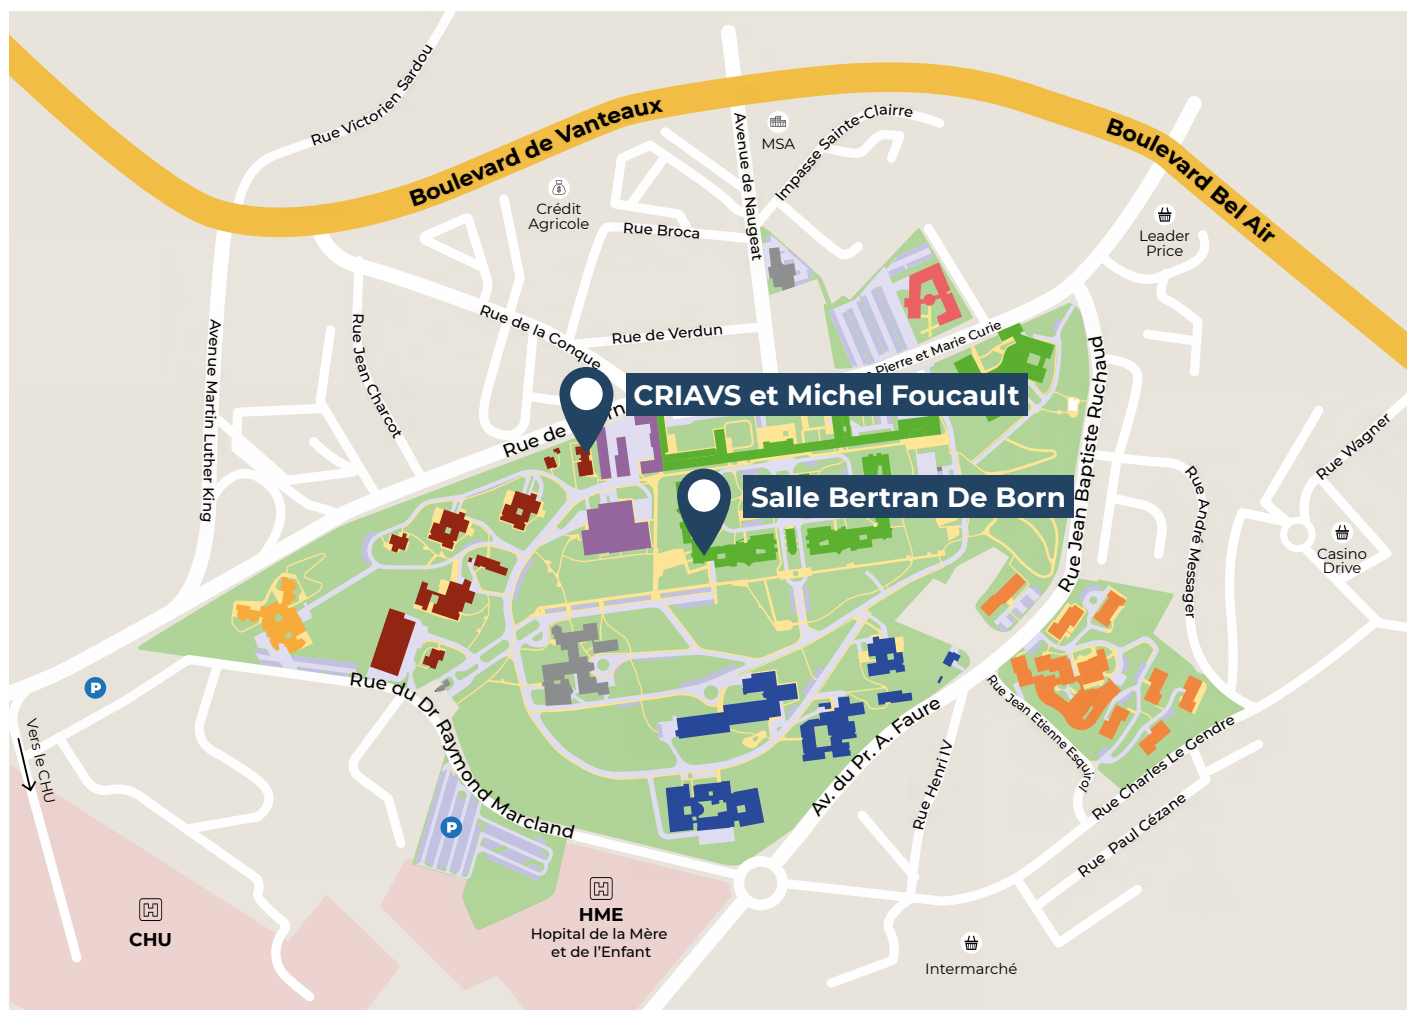 Rue Victorien Sardou
Boulevard de Vanteaux
Avenue de Naugeat
MSA
Impasse Sainte-Clairre
Boulevard Bel Air
Crédit
Agricole
Rue Broca
Leader
Price
Avenue Martin Luther King
Rue Jean Charcot
Rue de la Conque
Rue de Verdun
Pierre et Marie Curie
CRIAVS et Michel Foucault
Rue de
Rue Jean Baptiste Ruchaud
Rue Wagner
Salle Bertran De Born
Rue André Messager
Casino
Drive
P
Vers le CHU
Rue du Dr Raymond Marcland
Av. du Pr. A. Faure
Rue Jean Etienne Esquirol
Rue Henri IV
Rue Charles Le Gendre
Rue Paul Cézane
P
H
CHU
H
HME
Hopital de la Mère
et de l’Enfant
Intermarché